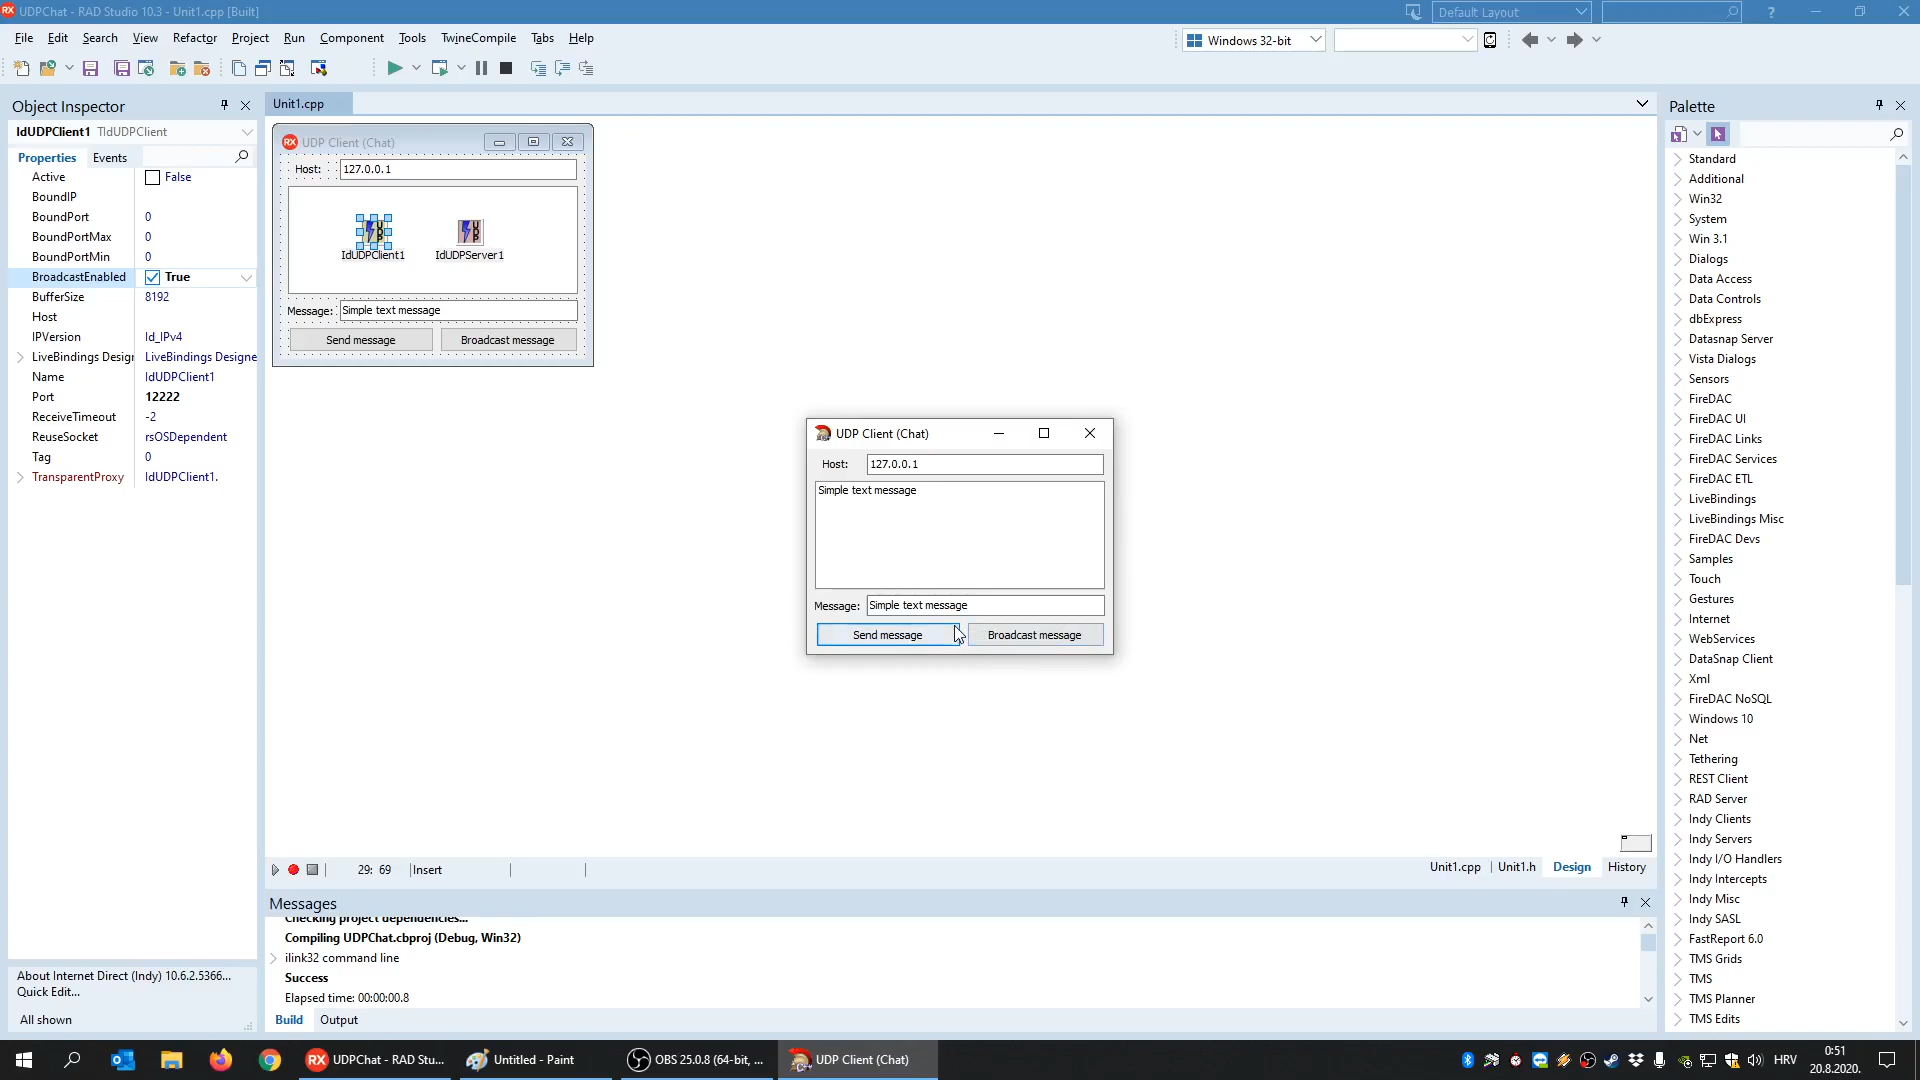 RX UDPChat - RAD Studio 10.3 - Unit1.cpp [Built]
Default Layout
?
File Edit Search View Refactor Project Run Component Tools TwineCompile Tabs Help
Windows 32-bit
Object Inspector
IdUDPClient1 TIdUDPClient
Properties Events
Active False
BoundIP
BoundPort 0
BoundPortMax 0
BoundPortMin 0
BroadcastEnabled True
BufferSize 8192
Host
IPVersion Id_IPv4
LiveBindings Desigr LiveBindings Designe
Name IdUDPClient1
Port 12222
ReceiveTimeout -2
ReuseSocket rsOSDependent
Tag 0
TransparentProxy IdUDPClient1.
About Internet Direct (Indy) 10.6.2.5366...
Quick Edit...
All shown
Unit1.cpp
RX UDP Client (Chat)
Host: 127.0.0.1
UDP UDP
IdUDPClient1 IdUDPServer1
Message: Simple text message
Send message Broadcast message
UDP Client (Chat)
Host: 127.0.0.1
Simple text message
Message: Simple text message
Send message Broadcast message
29: 69 Insert
Unit1.cpp Unit1.h Design History
Messages
Checking project dependencies...
Compiling UDPChat.cbproj (Debug, Win32)
ilink32 command line
Success
Elapsed time: 00:00:00.8
Build Output
Palette
Standard
Additional
Win32
System
Win 3.1
Dialogs
Data Access
Data Controls
dbExpress
Datasnap Server
Vista Dialogs
Sensors
FireDAC
FireDAC UI
FireDAC Links
FireDAC Services
FireDAC ETL
LiveBindings
LiveBindings Misc
FireDAC Devs
Samples
Touch
Gestures
Internet
WebServices
DataSnap Client
Xml
FireDAC NoSQL
Windows 10
Net
Tethering
REST Client
RAD Server
Indy Clients
Indy Servers
Indy I/O Handlers
Indy Intercepts
Indy Misc
Indy SASL
FastReport 6.0
TMS Grids
TMS
TMS Planner
TMS Edits
RX UDPChat - RAD Stu... Untitled - Paint OBS 25.0.8 (64-bit, ... UDP Client (Chat)
HRV
0:51
20.8.2020.